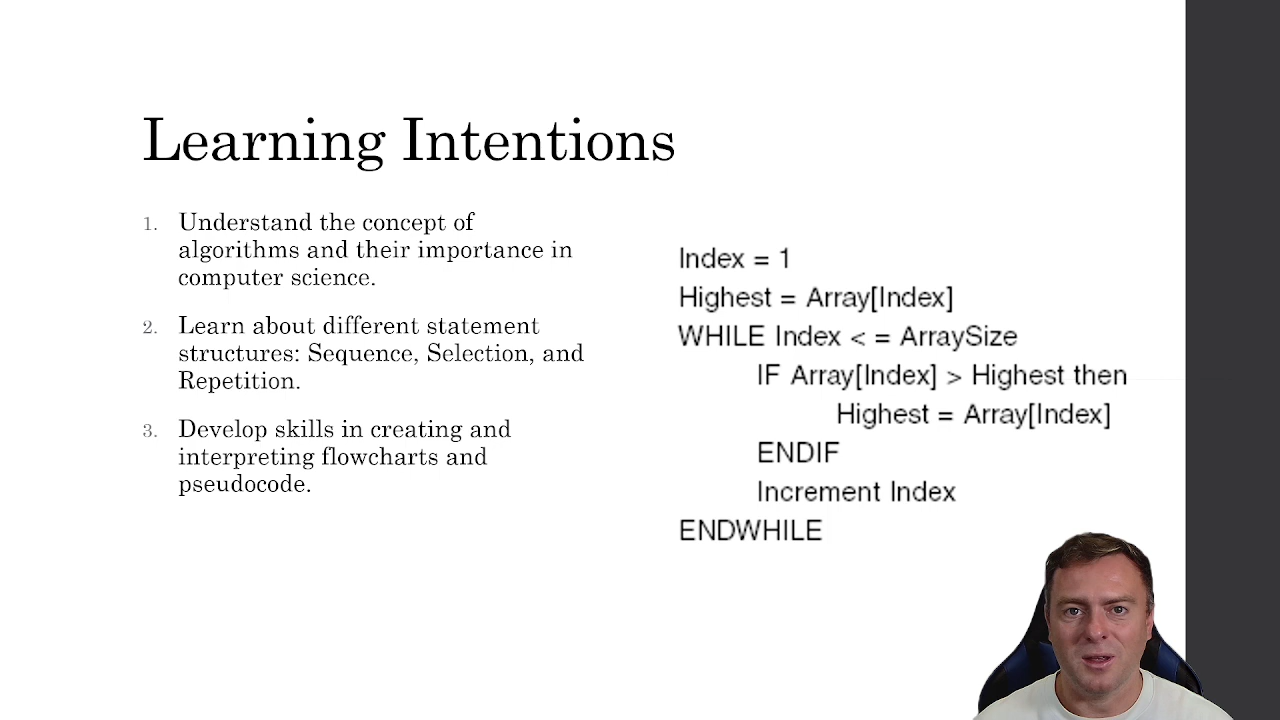 Learning Intentions
1. Understand the concept of
algorithms and their importance in
computer science.
2. Learn about different statement
structures: Sequence, Selection, and
Repetition.
3. Develop skills in creating and
interpreting flowcharts and
pseudocode.
Index = 1
Highest = Array[Index]
WHILE Index < = ArraySize
IF Array[Index] > Highest then
Highest = Array[Index]
ENDIF
Increment Index
ENDWHILE